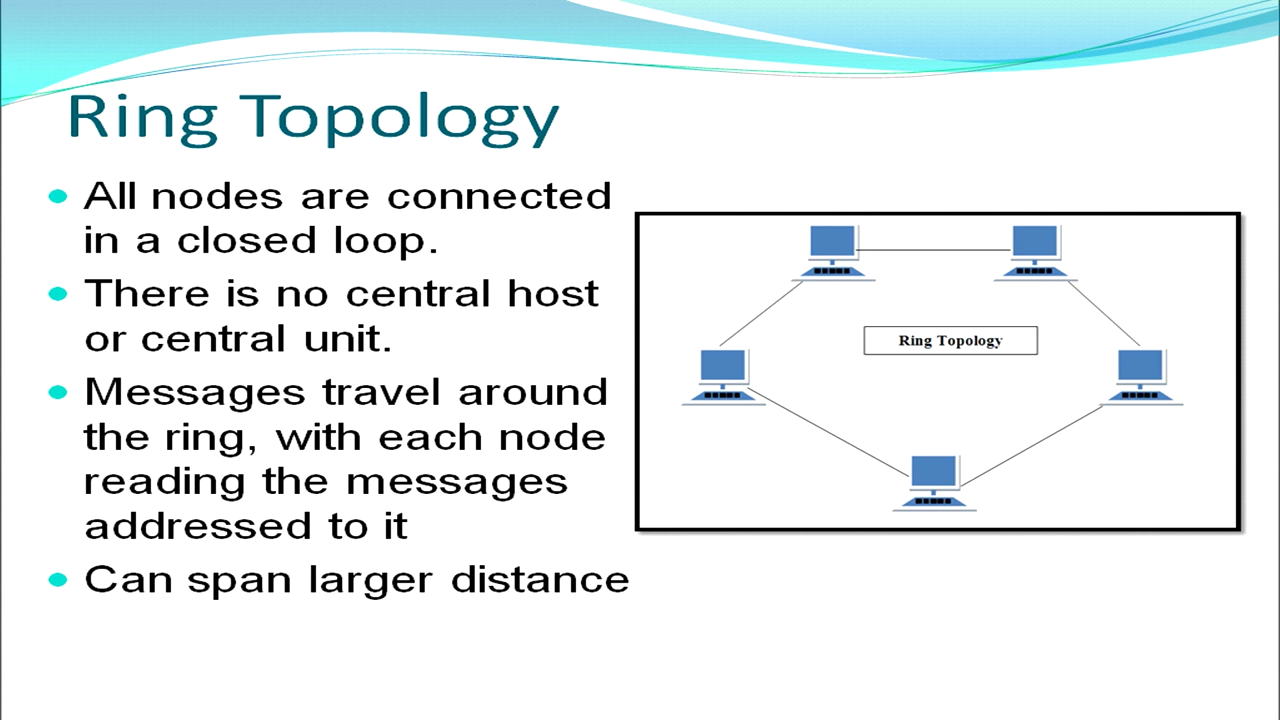 Ring Topology
All nodes are connected
in a closed loop.
There is no central host
or central unit.
Messages travel around
the ring, with each node
reading the messages
addressed to it
Can span larger distance
Ring Topology